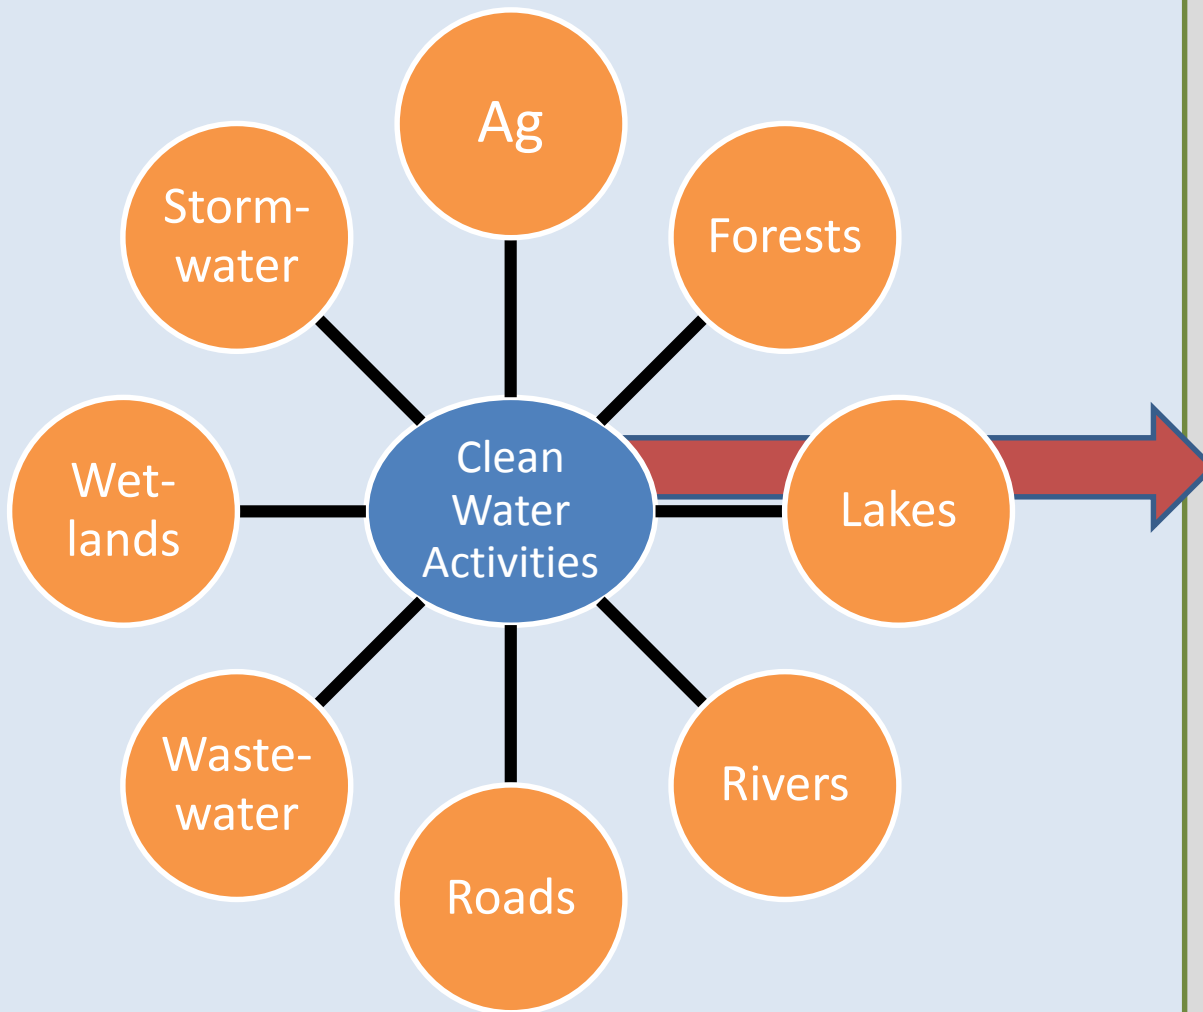 Ag
Storm-
water
Forests
Wet-
lands
Clean
Water
Activities
Lakes
Waste-
water
Rivers
Roads